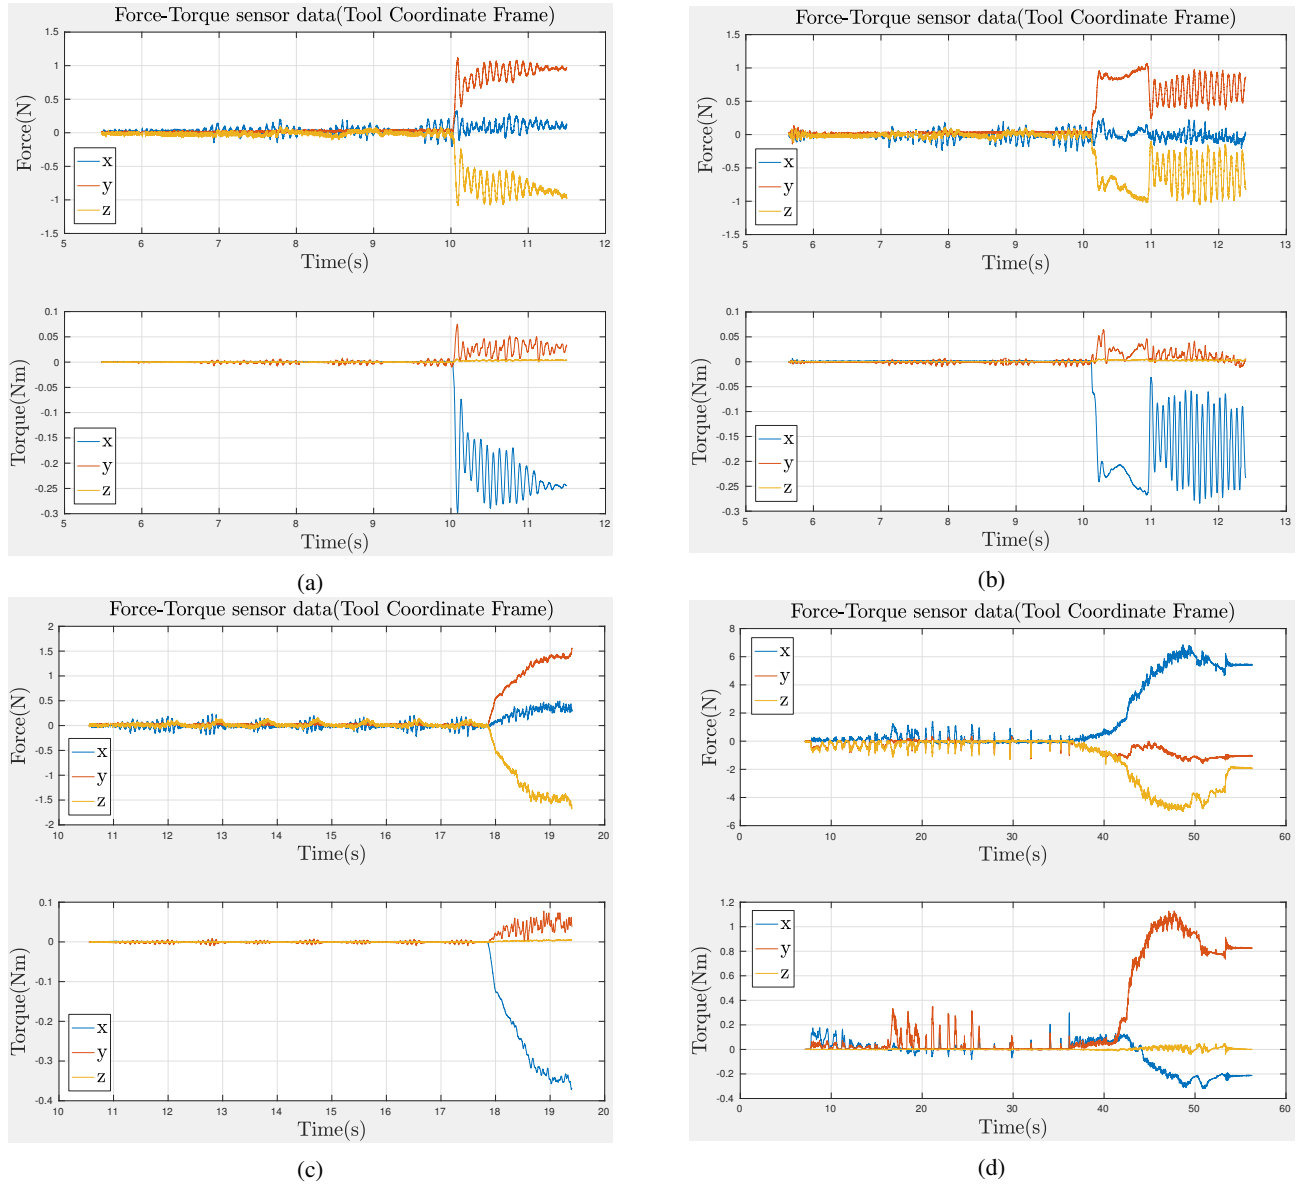 Force-Torque sensor data(Tool Coordinate Frame)
Force(N)
1.5
1
0.5
0
-0.5
-1
-1.5
x
y
z
5 6 7 8 9 10 11 12
Time(s)
Torque(Nm)
0.1
0.05
0
-0.05
-0.1
-0.15
-0.2
-0.25
-0.3
x
y
z
5 6 7 8 9 10 11 12
Time(s)
(a)
Force-Torque sensor data(Tool Coordinate Frame)
Force(N)
1.5
1
0.5
0
-0.5
-1
-1.5
x
y
z
5 6 7 8 9 10 11 12 13
Time(s)
Torque(Nm)
0.1
0.05
0
-0.05
-0.1
-0.15
-0.2
-0.25
-0.3
x
y
z
5 6 7 8 9 10 11 12 13
Time(s)
(b)
Force-Torque sensor data(Tool Coordinate Frame)
Force(N)
2
1.5
1
0.5
0
-0.5
-1
-1.5
-2
x
y
z
10 11 12 13 14 15 16 17 18 19 20
Time(s)
Torque(Nm)
0.1
0
-0.1
-0.2
-0.3
-0.4
x
y
z
10 11 12 13 14 15 16 17 18 19 20
Time(s)
(c)
Force-Torque sensor data(Tool Coordinate Frame)
Force(N)
8
6
4
2
0
-2
-4
-6
x
y
z
0 10 20 30 40 50 60
Time(s)
Torque(Nm)
1.2
1
0.8
0.6
0.4
0.2
0
-0.2
-0.4
x
y
z
0 10 20 30 40 50 60
Time(s)
(d)